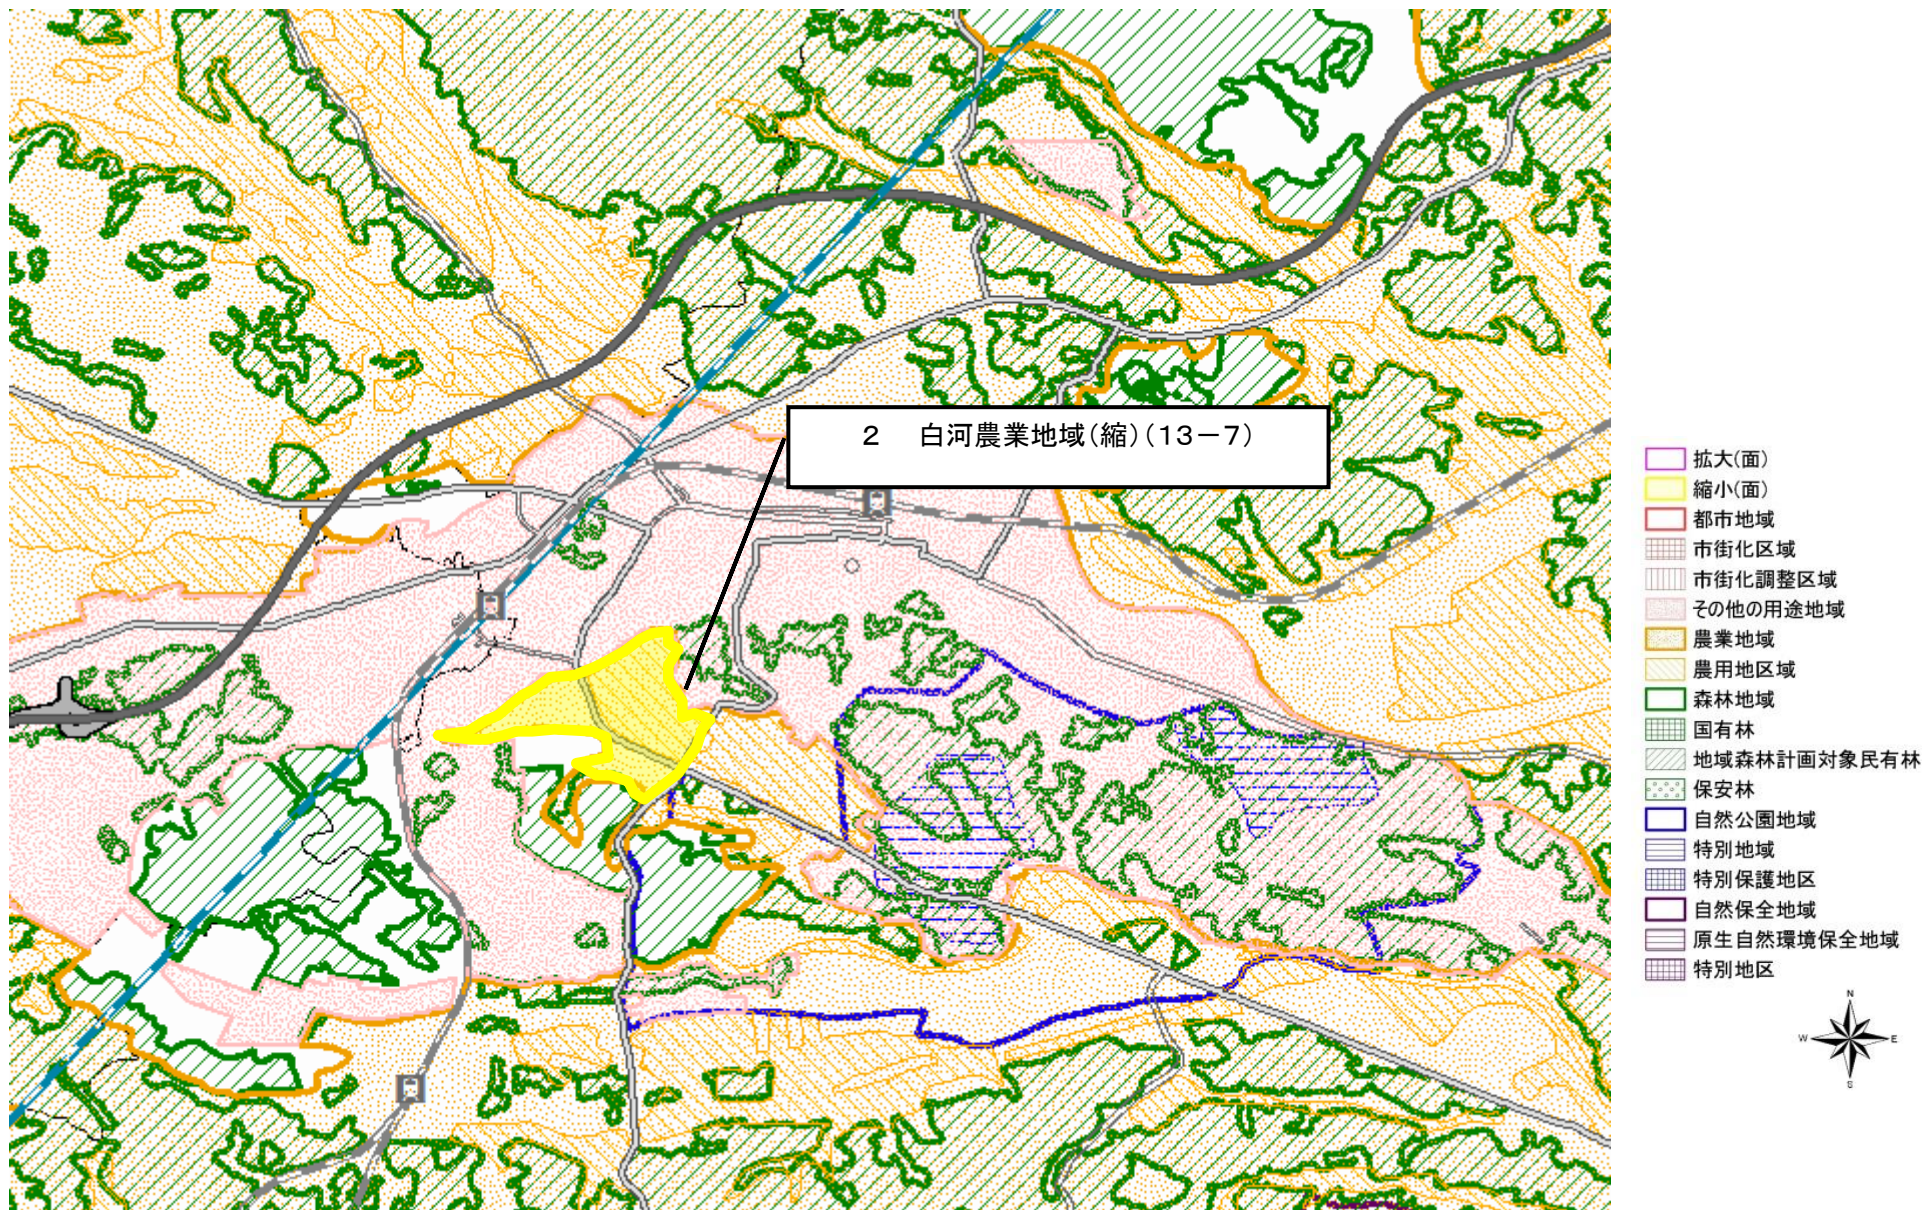 2 白河農業地域(縮)(13-7)
拡大(面)
縮小(面)
都市地域
市街化区域
市街化調整区域
その他の用途地域
農業地域
農用地区域
森林地域
国有林
地域森林計画対象民有林
保安林
自然公園地域
特別地域
特別保護地区
自然保全地域
原生自然環境保全地域
特別地区
N
W
E
S